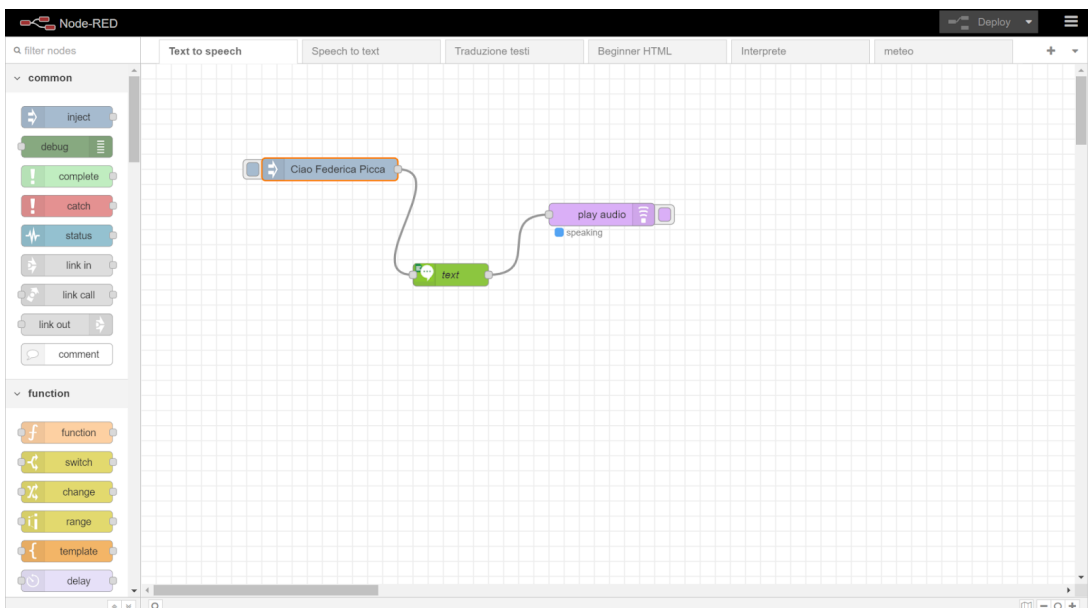 Node-RED
Deploy
filter nodes
Text to speech
Speech to text
Traduzione testi
Beginner HTML
Interprete
meteo
common
inject
debug
complete
catch
status
link in
link call
link out
comment
function
function
switch
change
range
template
delay
Ciao Federica Picca
play audio
speaking
text